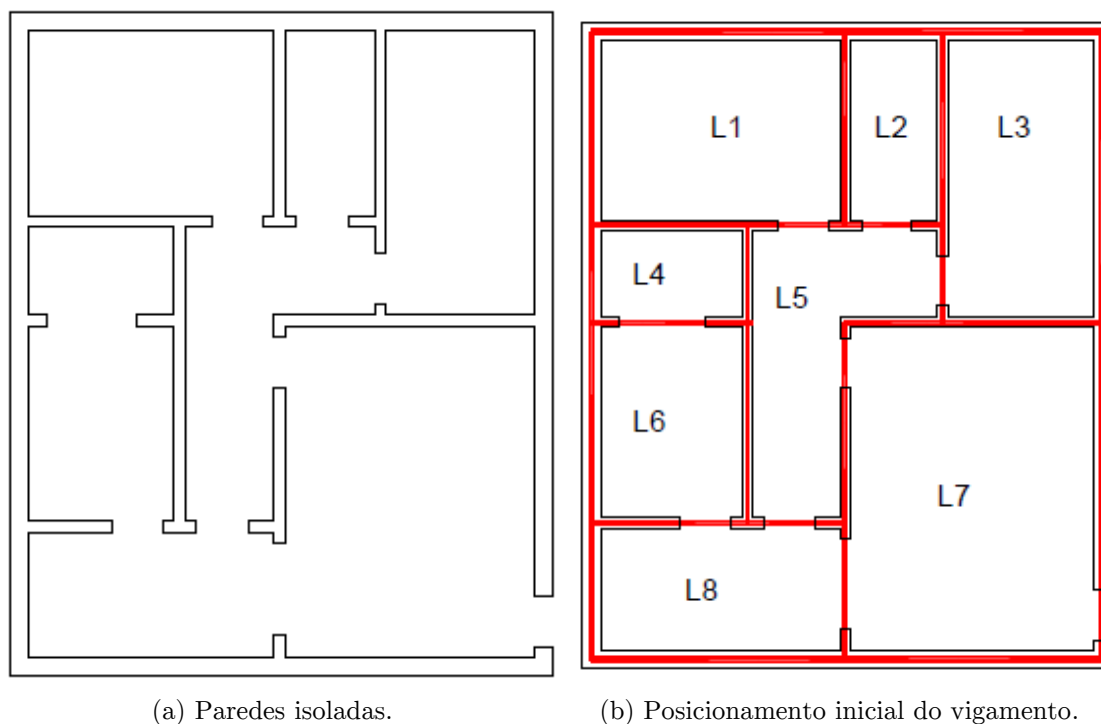 L1
L2
L3
L4
L5
L6
L7
L8
(a) Paredes isoladas.
(b) Posicionamento inicial do vigamento.